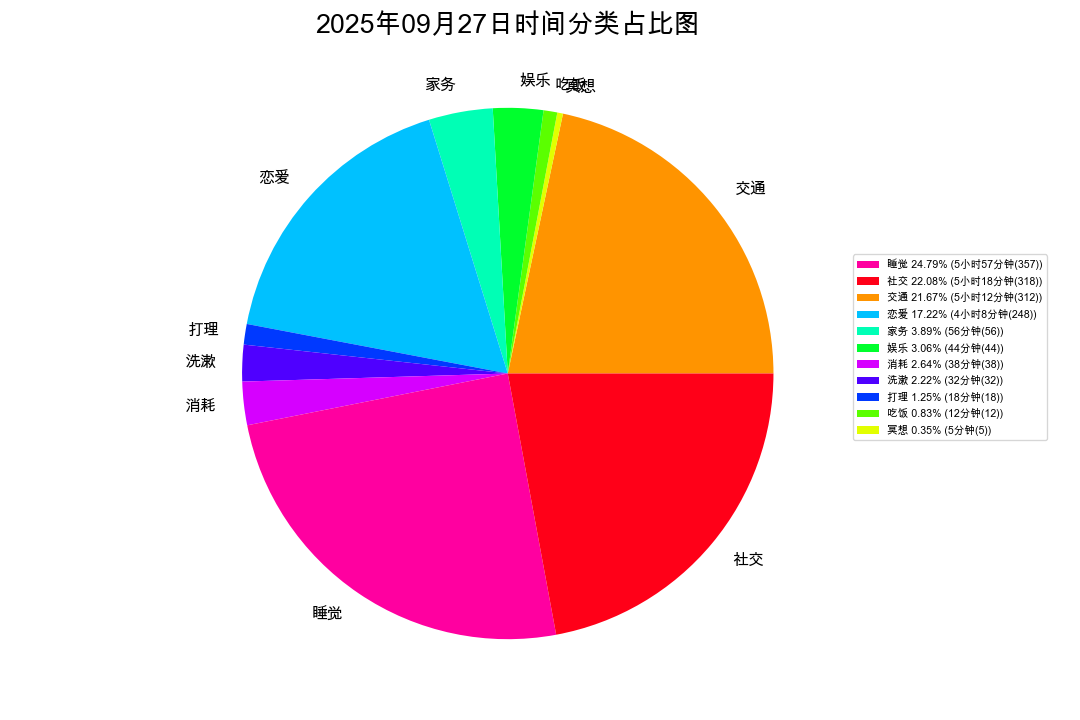 2025年09月27日时间分类占比图
娱乐
家务
吃饭
冥想
恋爱
交通
打理
洗漱
消耗
社交
睡觉
睡觉 24.79% (5小时57分钟(357))
社交 22.08% (5小时18分钟(318))
交通 21.67% (5小时12分钟(312))
恋爱 17.22% (4小时8分钟(248))
家务 3.89% (56分钟(56))
娱乐 3.06% (44分钟(44))
消耗 2.64% (38分钟(38))
洗漱 2.22% (32分钟(32))
打理 1.25% (18分钟(18))
吃饭 0.83% (12分钟(12))
冥想 0.35% (5分钟(5))